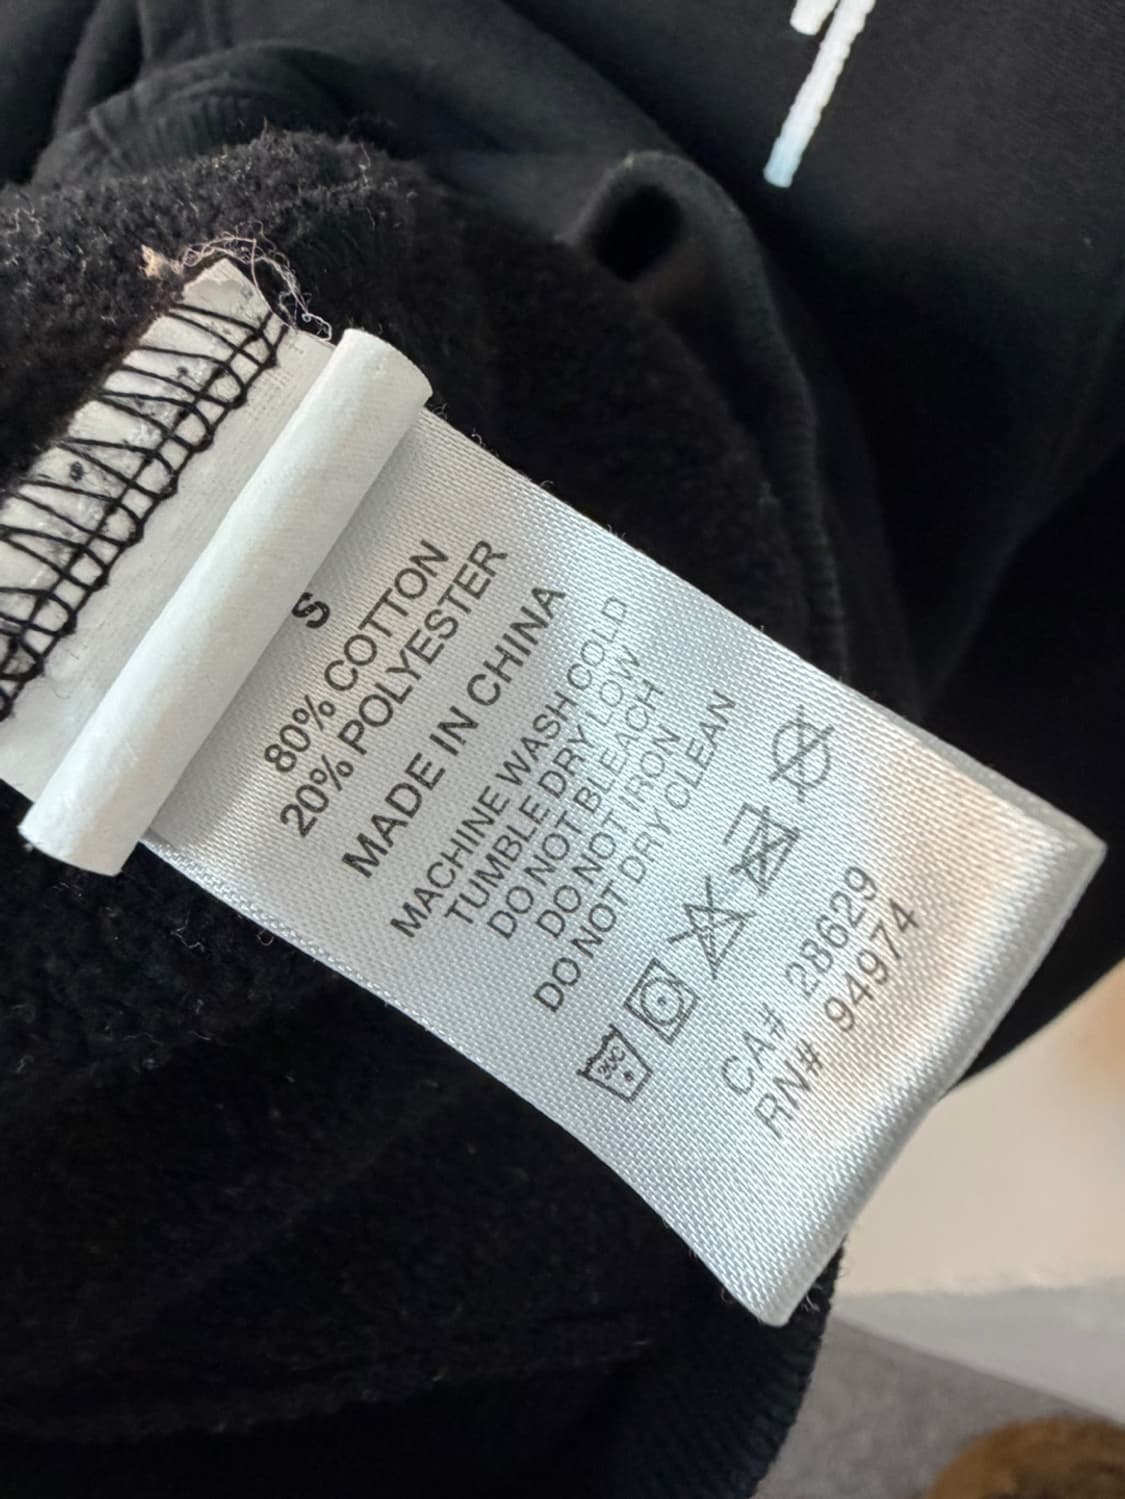 S
80% COTTON
20% POLYESTER
MADE IN CHINA
MACHINE WASH COLD
TUMBLE DRY LOW
DO NOT BLEACH
DO NOT IRON
DO NOT DRY CLEAN
30C
CA# 28629
RN# 94974